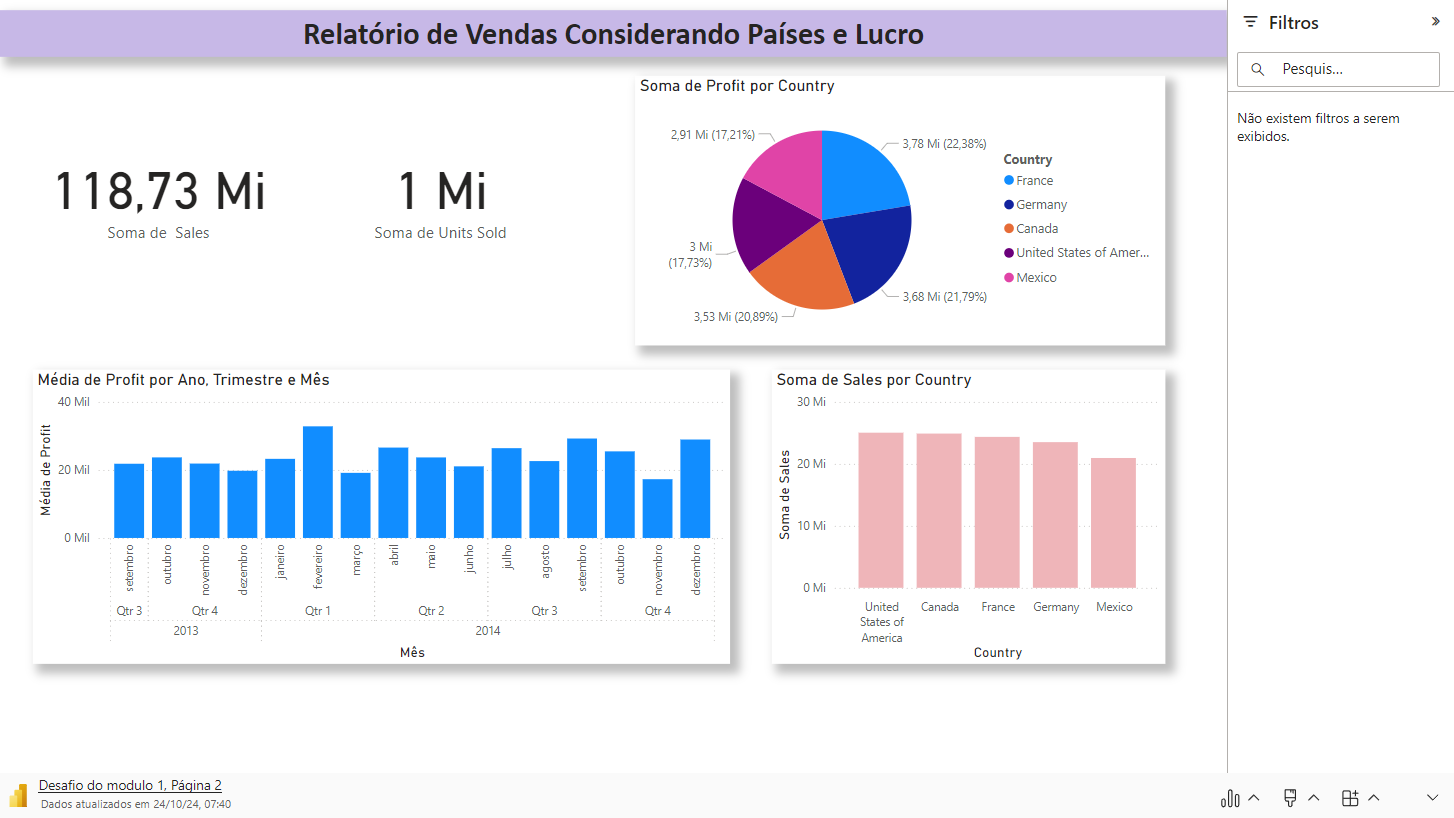 Relatório de Vendas Considerando Países e Lucro
Filtros
Pesquis...
Não existem filtros a serem
exibidos.
118,73 Mi
Soma de  Sales
1 Mi
Soma de Units Sold
Soma de Profit por Country
2,91 Mi (17,21%)
3,78 Mi (22,38%)
3 Mi
(17,73%)
3,68 Mi (21,79%)
3,53 Mi (20,89%)
Country
France
Germany
Canada
United States of Amer...
Mexico
Média de Profit por Ano, Trimestre e Mês
Média de Profit
40 Mil
20 Mil
0 Mil
setembro
outubro
novembro
dezembro
janeiro
fevereiro
março
abril
maio
junho
julho
agosto
setembro
outubro
novembro
dezembro
Qtr 3
Qtr 4
Qtr 1
Qtr 2
Qtr 3
Qtr 4
2013
2014
Mês
Soma de Sales por Country
Soma de Sales
30 Mi
20 Mi
10 Mi
0 Mi
United
States of
America
Canada
France
Germany
Mexico
Country
Desafio do modulo 1, Página 2
Dados atualizados em 24/10/24, 07:40